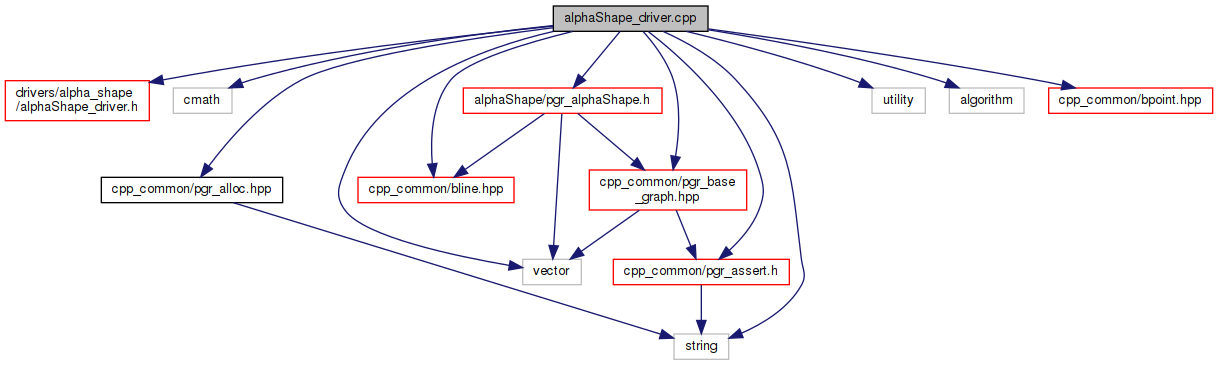 alphaShape_driver.cpp
drivers/alpha_shape
/alphaShape_driver.h
cmath
alphaShape/pgr_alphaShape.h
utility
algorithm
cpp_common/bpoint.hpp
cpp_common/pgr_alloc.hpp
cpp_common/bline.hpp
cpp_common/pgr_base
_graph.hpp
vector
cpp_common/pgr_assert.h
string